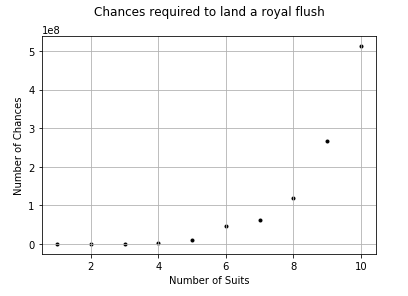 Chances required to land a royal flush
1e8
5
4
3
2
1
0
Number of Chances
2 4 6 8 10
Number of Suits